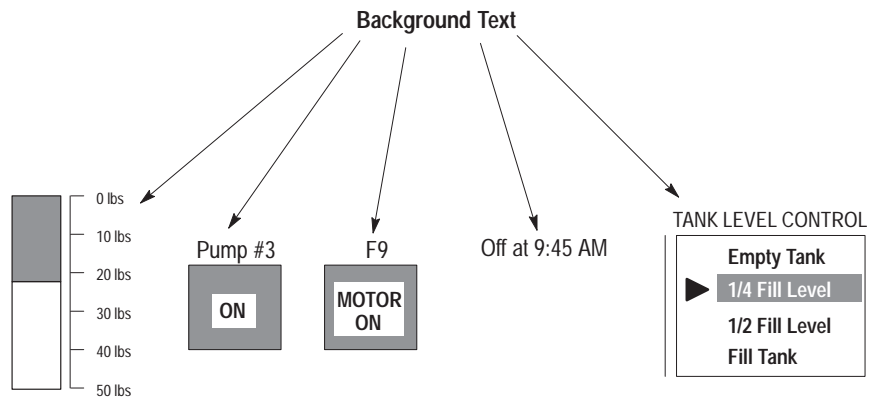 Background Text
0 lbs
10 lbs
20 lbs
30 lbs
40 lbs
50 lbs
Pump #3
ON
F9
MOTOR
ON
Off at 9:45 AM
TANK LEVEL CONTROL
Empty Tank
1/4 Fill Level
1/2 Fill Level
Fill Tank